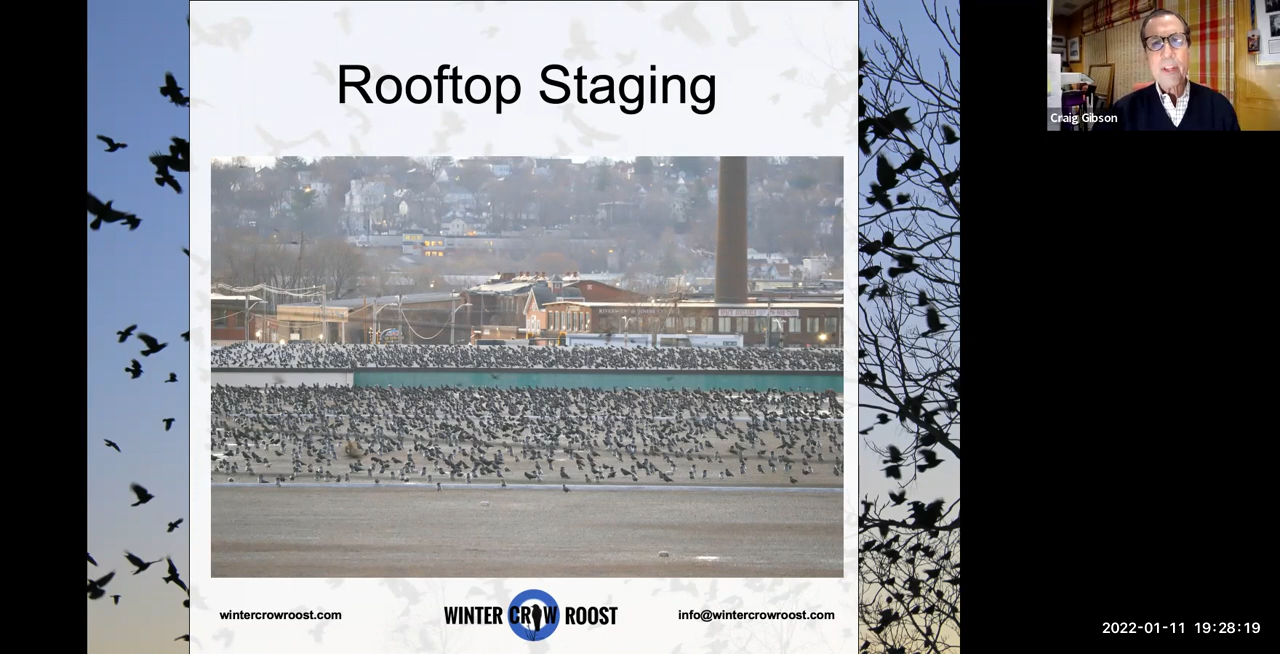 Rooftop Staging
Craig Gibson
wintercrowroost.com
WINTER CROW ROOST
info@wintercrowroost.com
2022-01-11 19:28:19